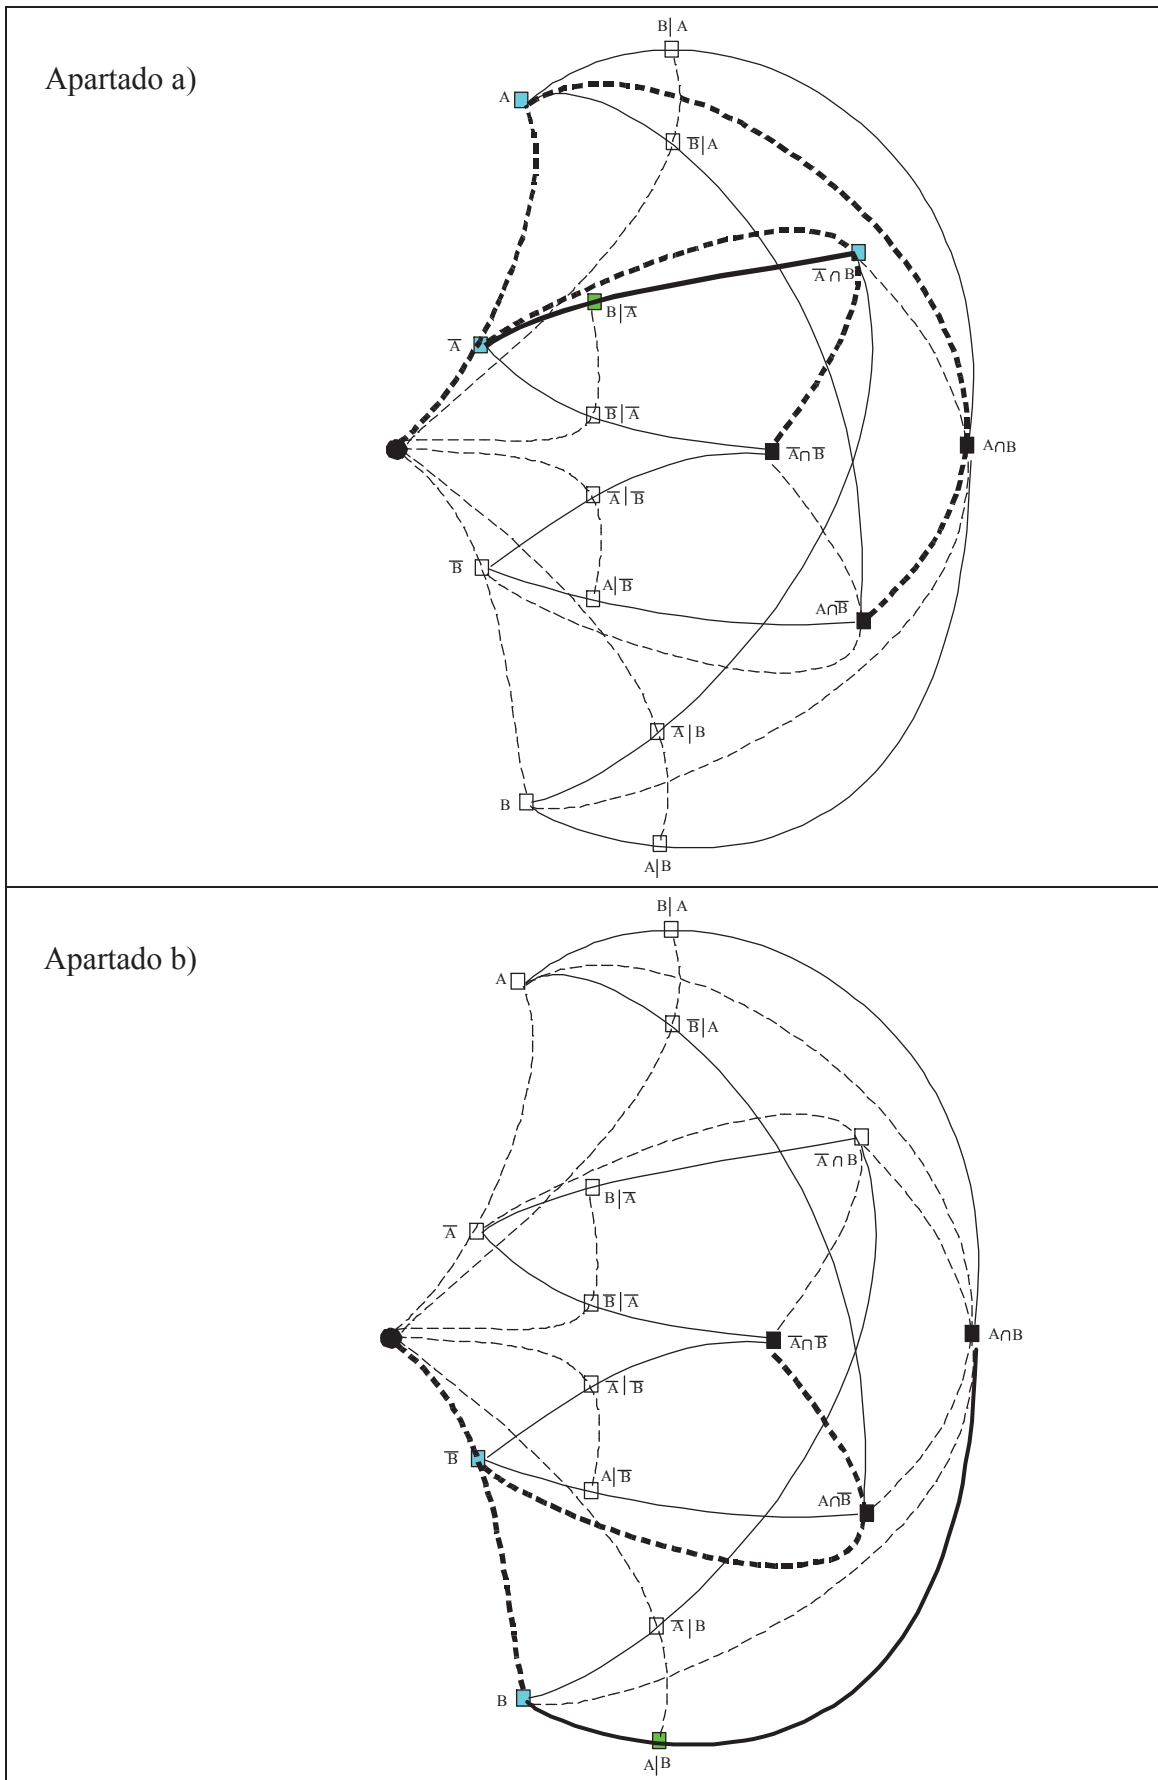 Apartado a)
B|A
A
B̅|A
A̅∩B
B|A̅
A̅
B̅|A̅
A̅∩B̅
A∩B
A̅|B̅
B̅
A|B̅
A∩B̅
A̅|B
B
A|B
Apartado b)
B|A
A
B̅|A
A̅∩B
B|A̅
A̅
B̅|A̅
A̅∩B̅
A∩B
A̅|B̅
B̅
A|B̅
A∩B̅
A̅|B
B
A|B